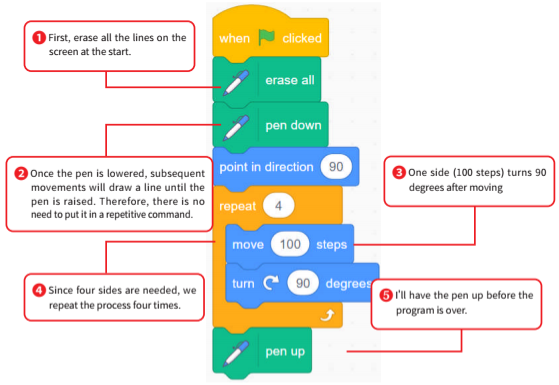 when clicked
erase all
pen down
point in direction 90
repeat 4
move 100 steps
turn 90 degrees
pen up
1 First, erase all the lines on the
screen at the start.
2 Once the pen is lowered, subsequent
movements will draw a line until the
pen is raised. Therefore, there is no
need to put it in a repetitive command.
3 One side (100 steps) turns 90
degrees after moving
4 Since four sides are needed, we
repeat the process four times.
5 I'll have the pen up before the
program is over.